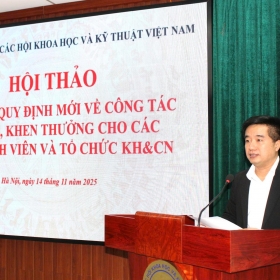 CÁC HỘI KHOA HỌC VÀ KỸ THUẬT VIỆT NAM
HỘI THẢO
QUY ĐỊNH MỚI VỀ CÔNG TÁC
, KHEN THƯỞNG CHO CÁC
VIÊN VÀ TỔ CHỨC KH&CN
Hà Nội, ngày 14 tháng 11 năm 2025